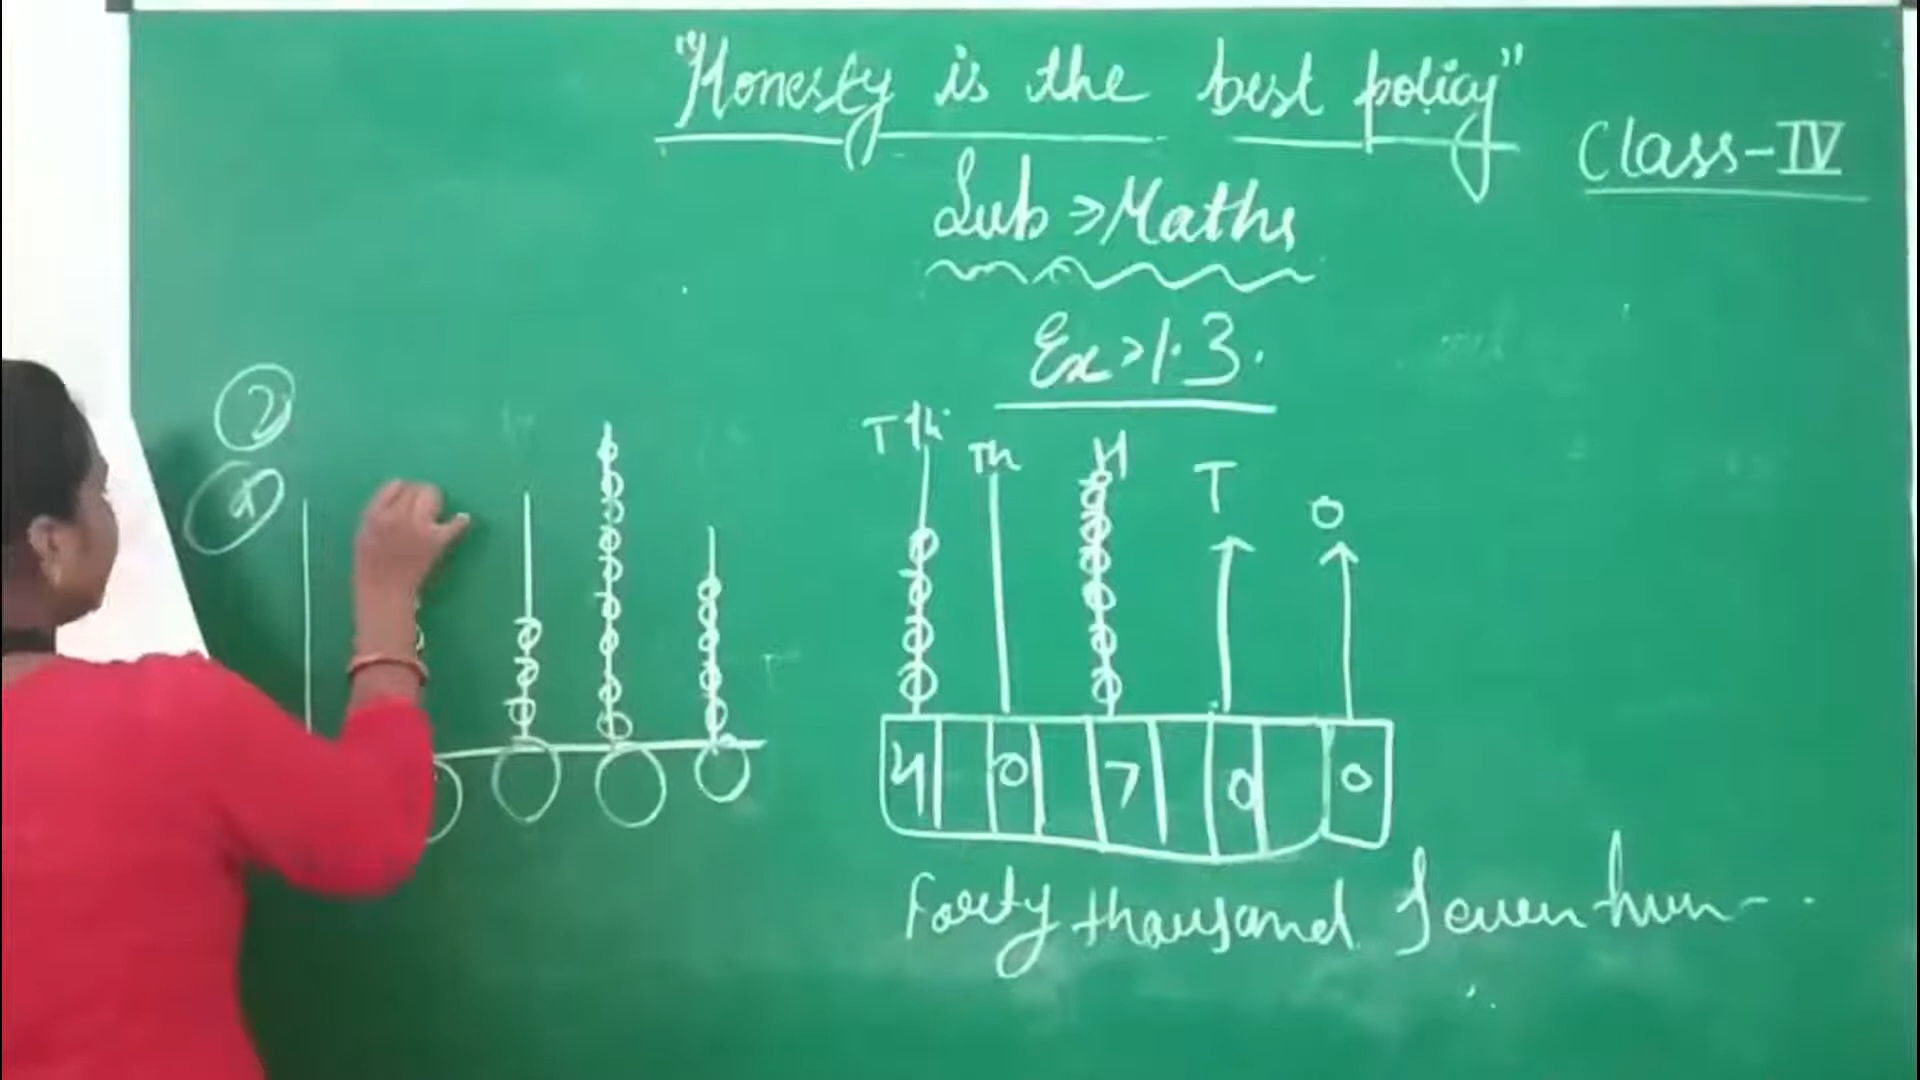 "Honesty is the best policy"
Class-IV
Sub⇒Maths
Ex>1.3.
2
T th Th H T O
4 0 7 0 0
Forty thousand Seven hun--..